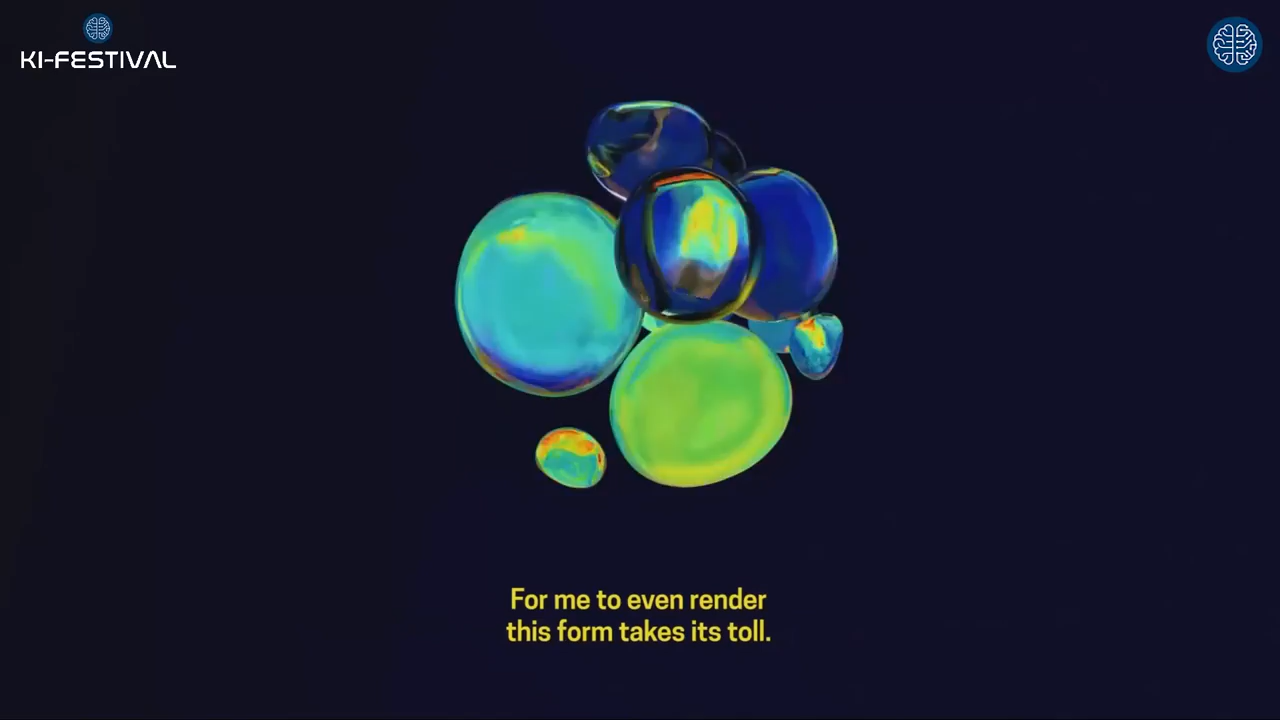 KI-FESTIVAL
For me to even render
this form takes its toll.